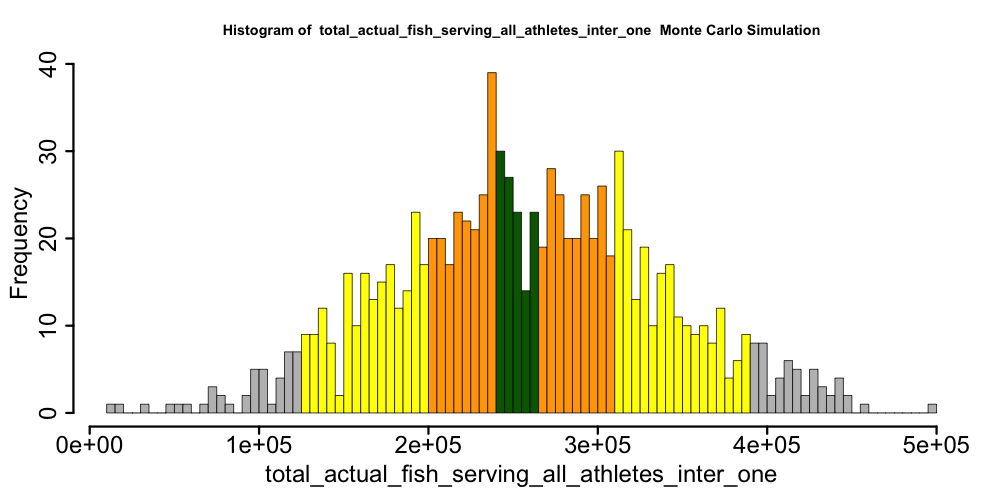 Histogram of  total_actual_fish_serving_all_athletes_inter_one  Monte Carlo Simulation
40
30
20
10
0
Frequency
0e+00 1e+05 2e+05 3e+05 4e+05 5e+05
total_actual_fish_serving_all_athletes_inter_one